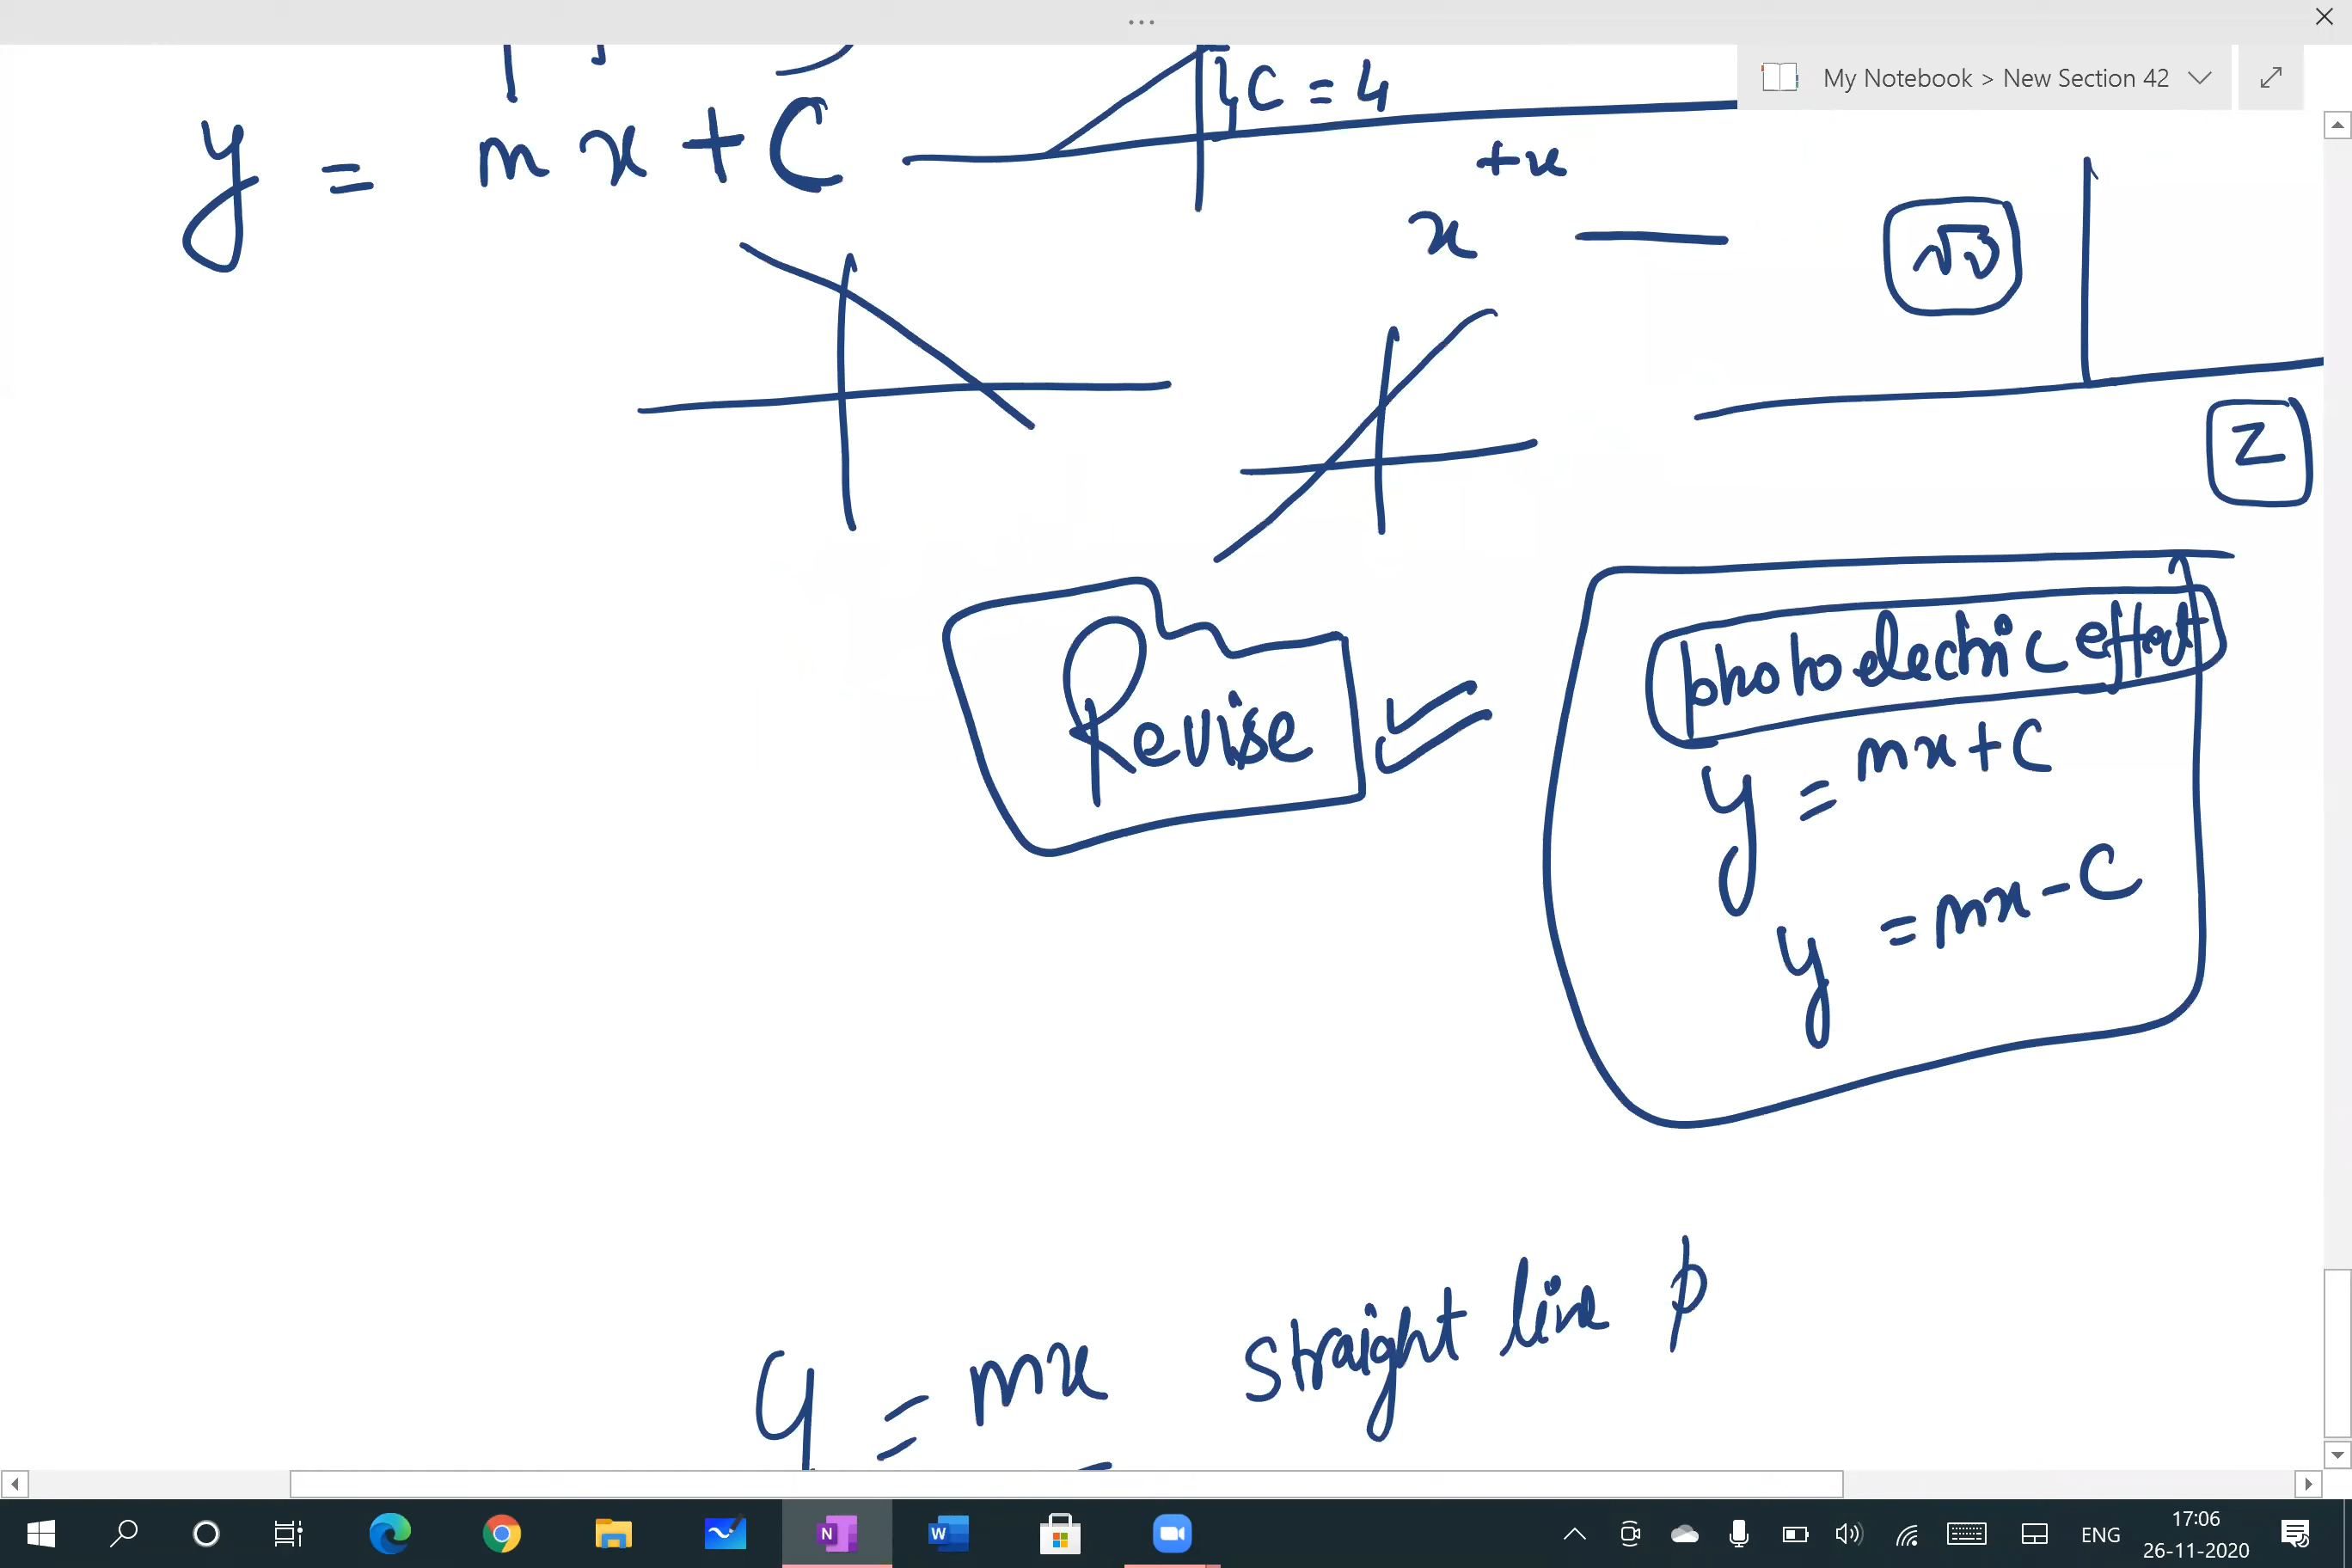 My Notebook > New Section 42
C = 4
y = mx + C
+x
x
√ν
Z
photoelectric effect
Revise
y = mx + C
y = mx - C
straight line
y = mx
N
W
ENG
17:06
26-11-2020